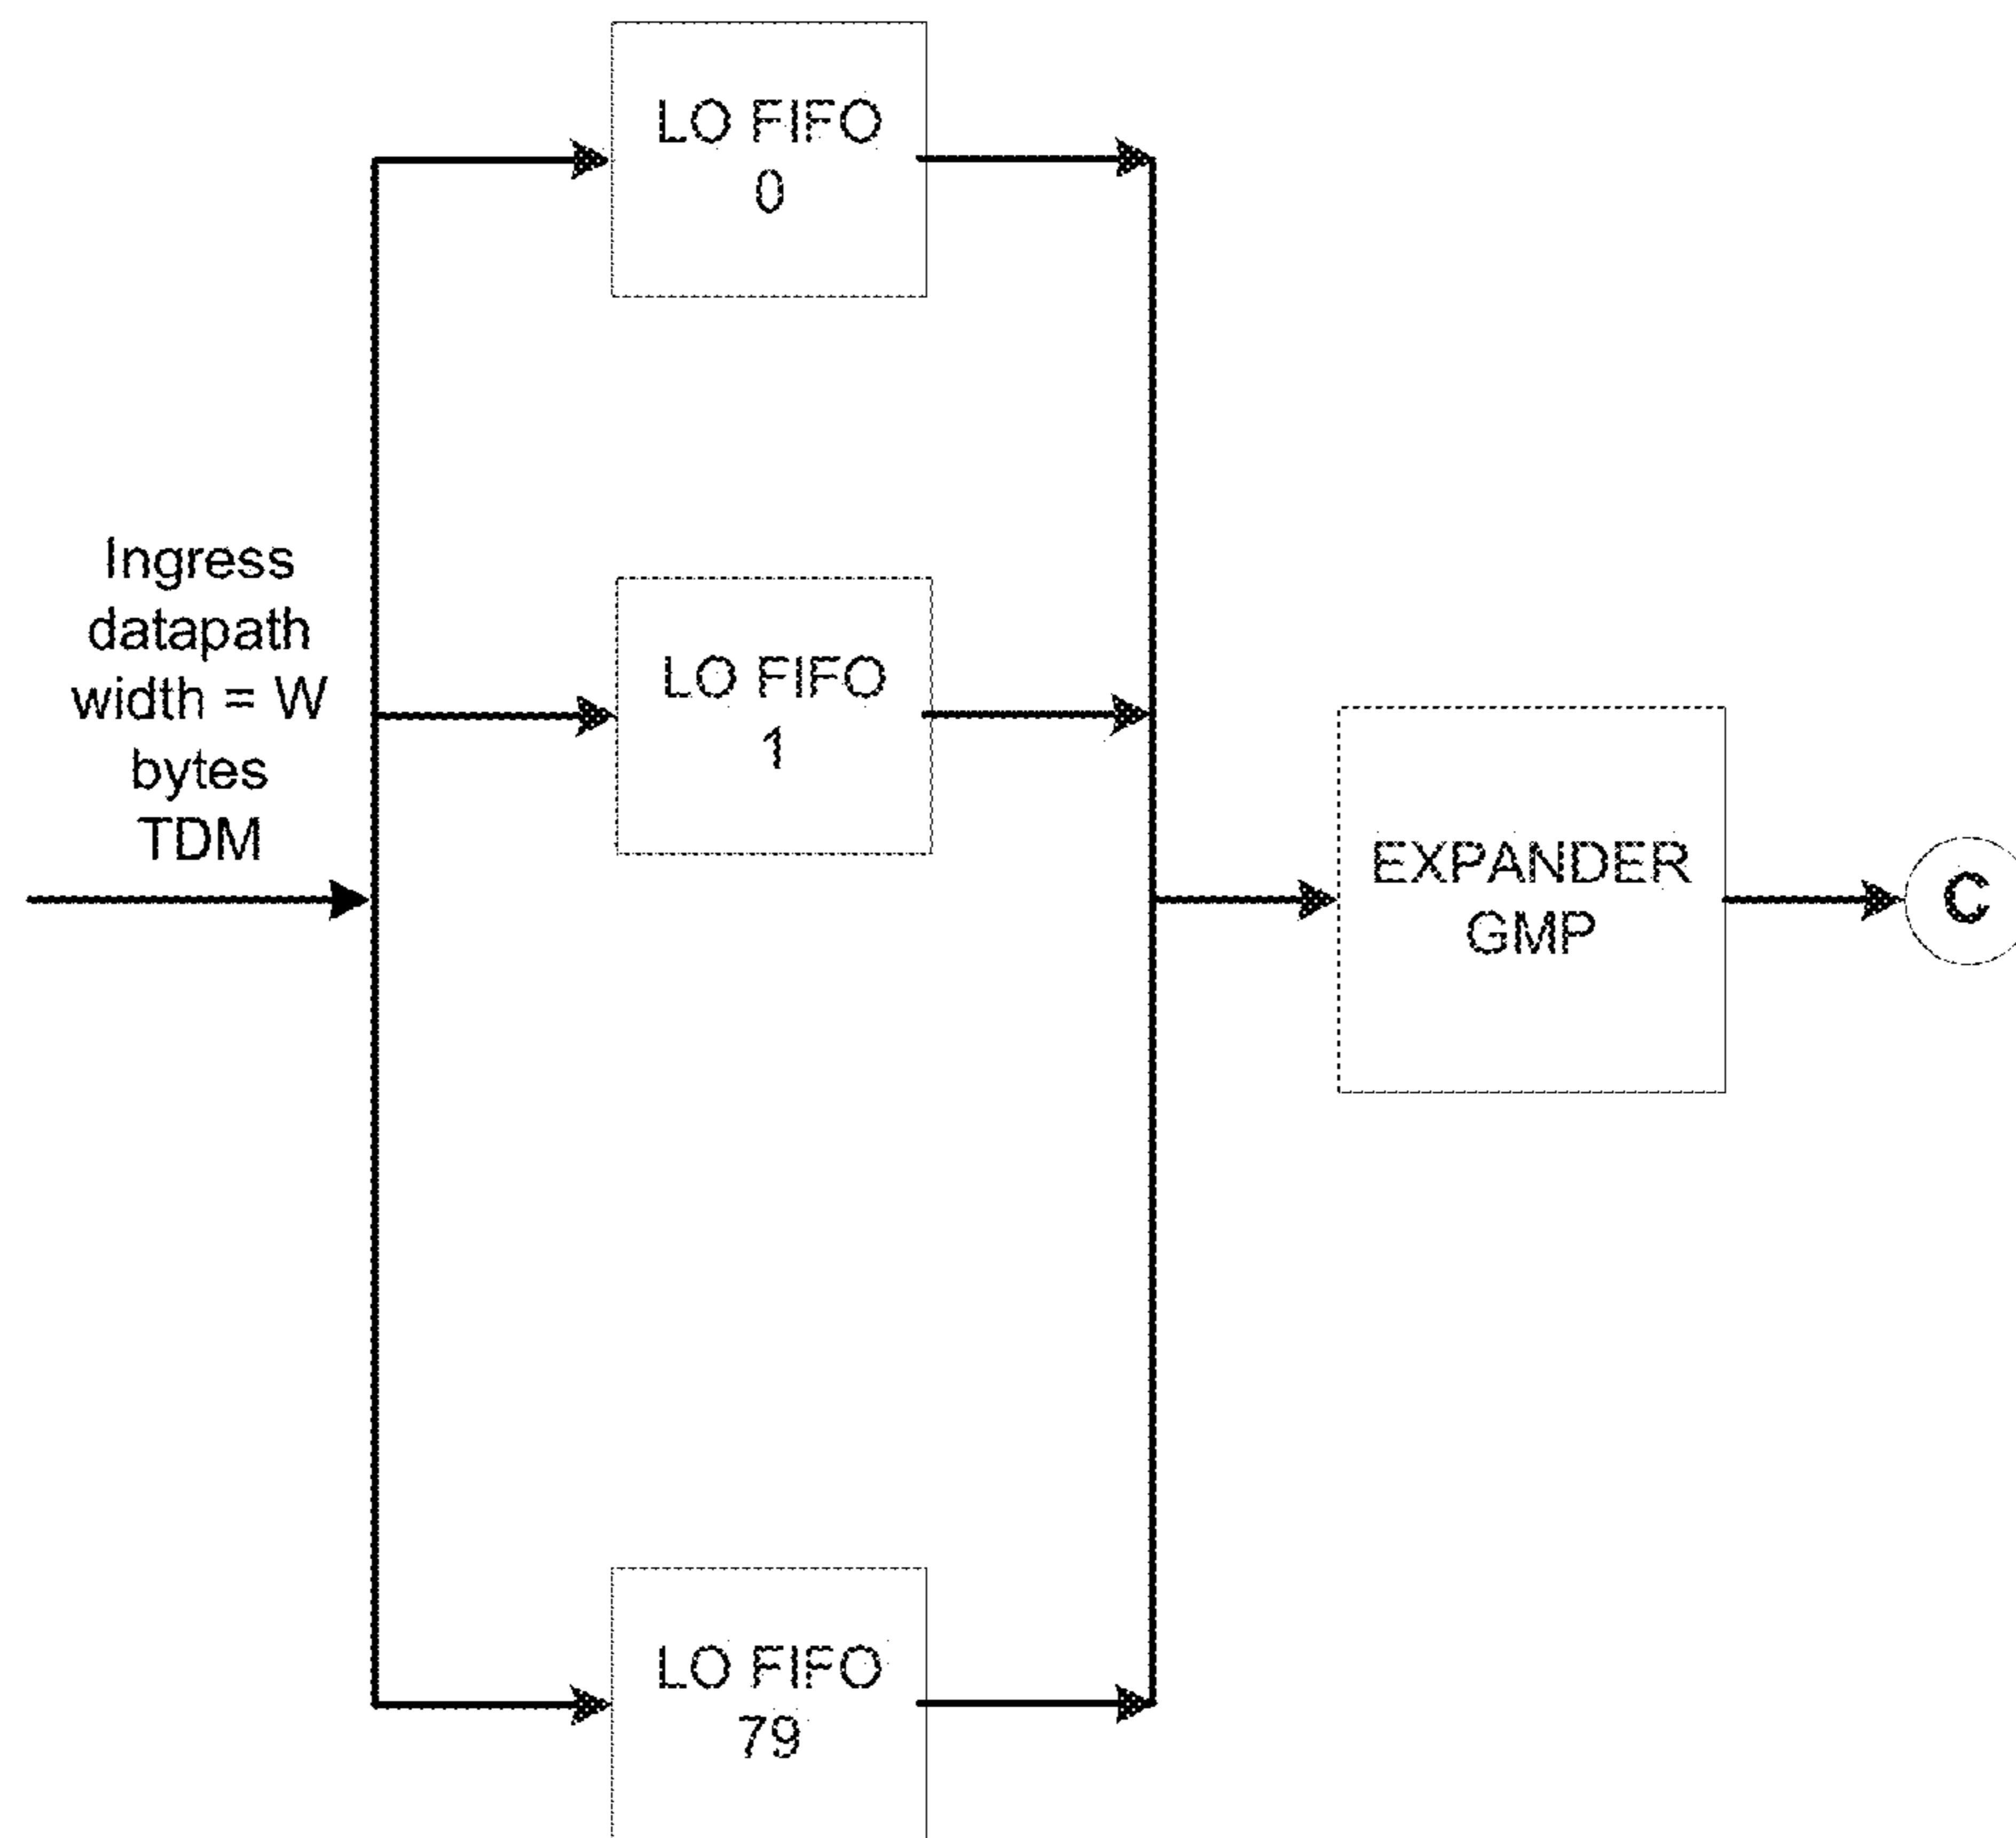 LO FIFO
0
Ingress
datapath
width = W
bytes
TDM
LO FIFO
1
EXPANDER
GMP
C
LO FIFO
79